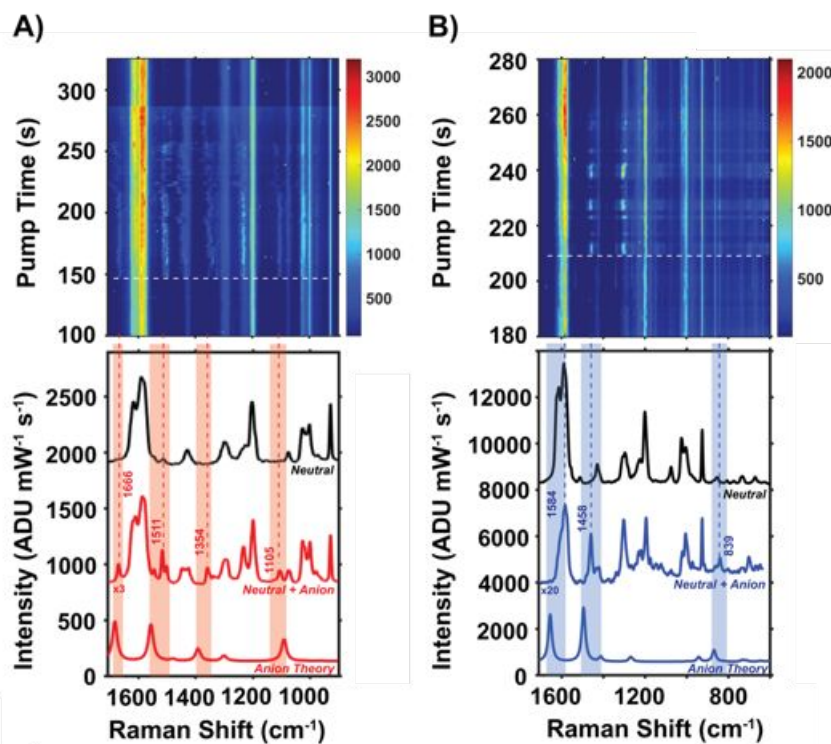 A)
300
250
200
150
100
Pump Time (s)
3000
2500
2000
1500
1000
500
2500
2000
1500
1000
500
0
Intensity (ADU mW⁻¹ s⁻¹)
Neutral
1666
1511
1354
1105
x3
Neutral + Anion
Anion Theory
1600 1400 1200 1000
Raman Shift (cm⁻¹)
B)
280
260
240
220
200
180
Pump Time (s)
2000
1500
1000
500
12000
10000
8000
6000
4000
2000
0
Intensity (ADU mW⁻¹ s⁻¹)
Neutral
1584
1458
839
x20
Neutral + Anion
Anion Theory
1600 1200 800
Raman Shift (cm⁻¹)